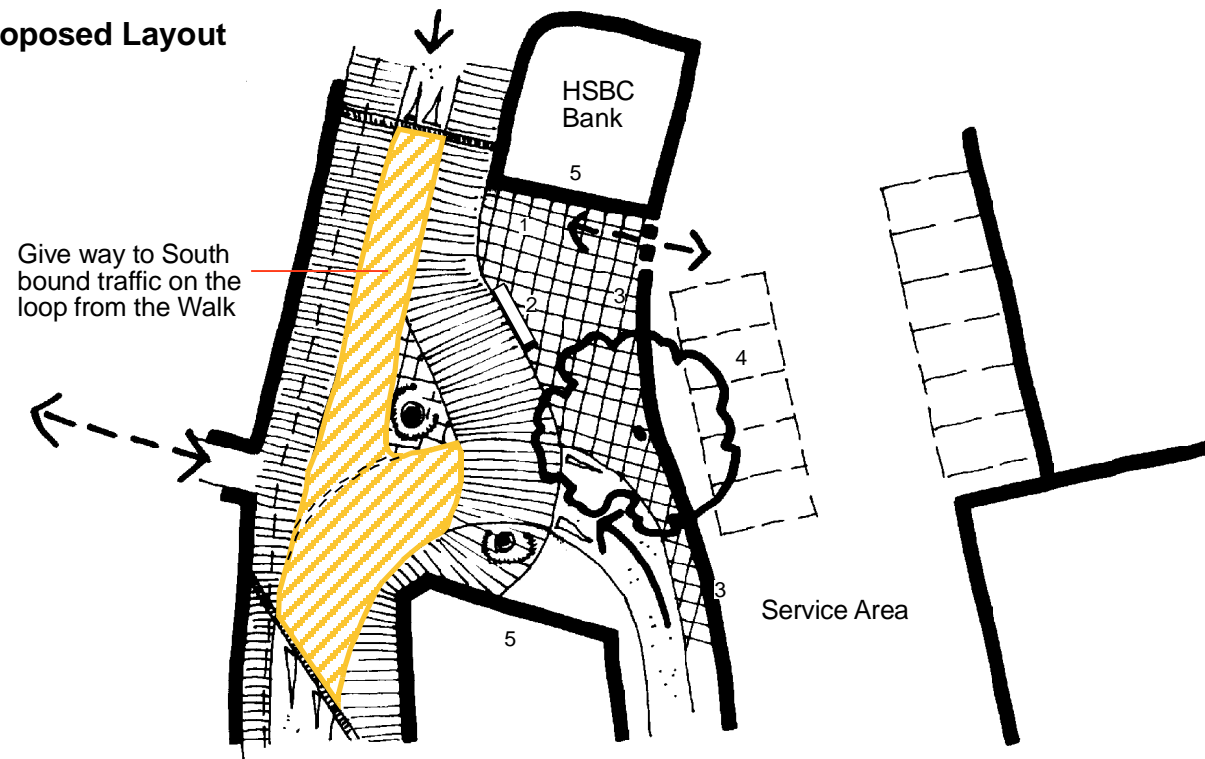 oposed Layout
HSBC
Bank
5
1
Give way to South
bound traffic on the
loop from the Walk
3
2
4
3
Service Area
5